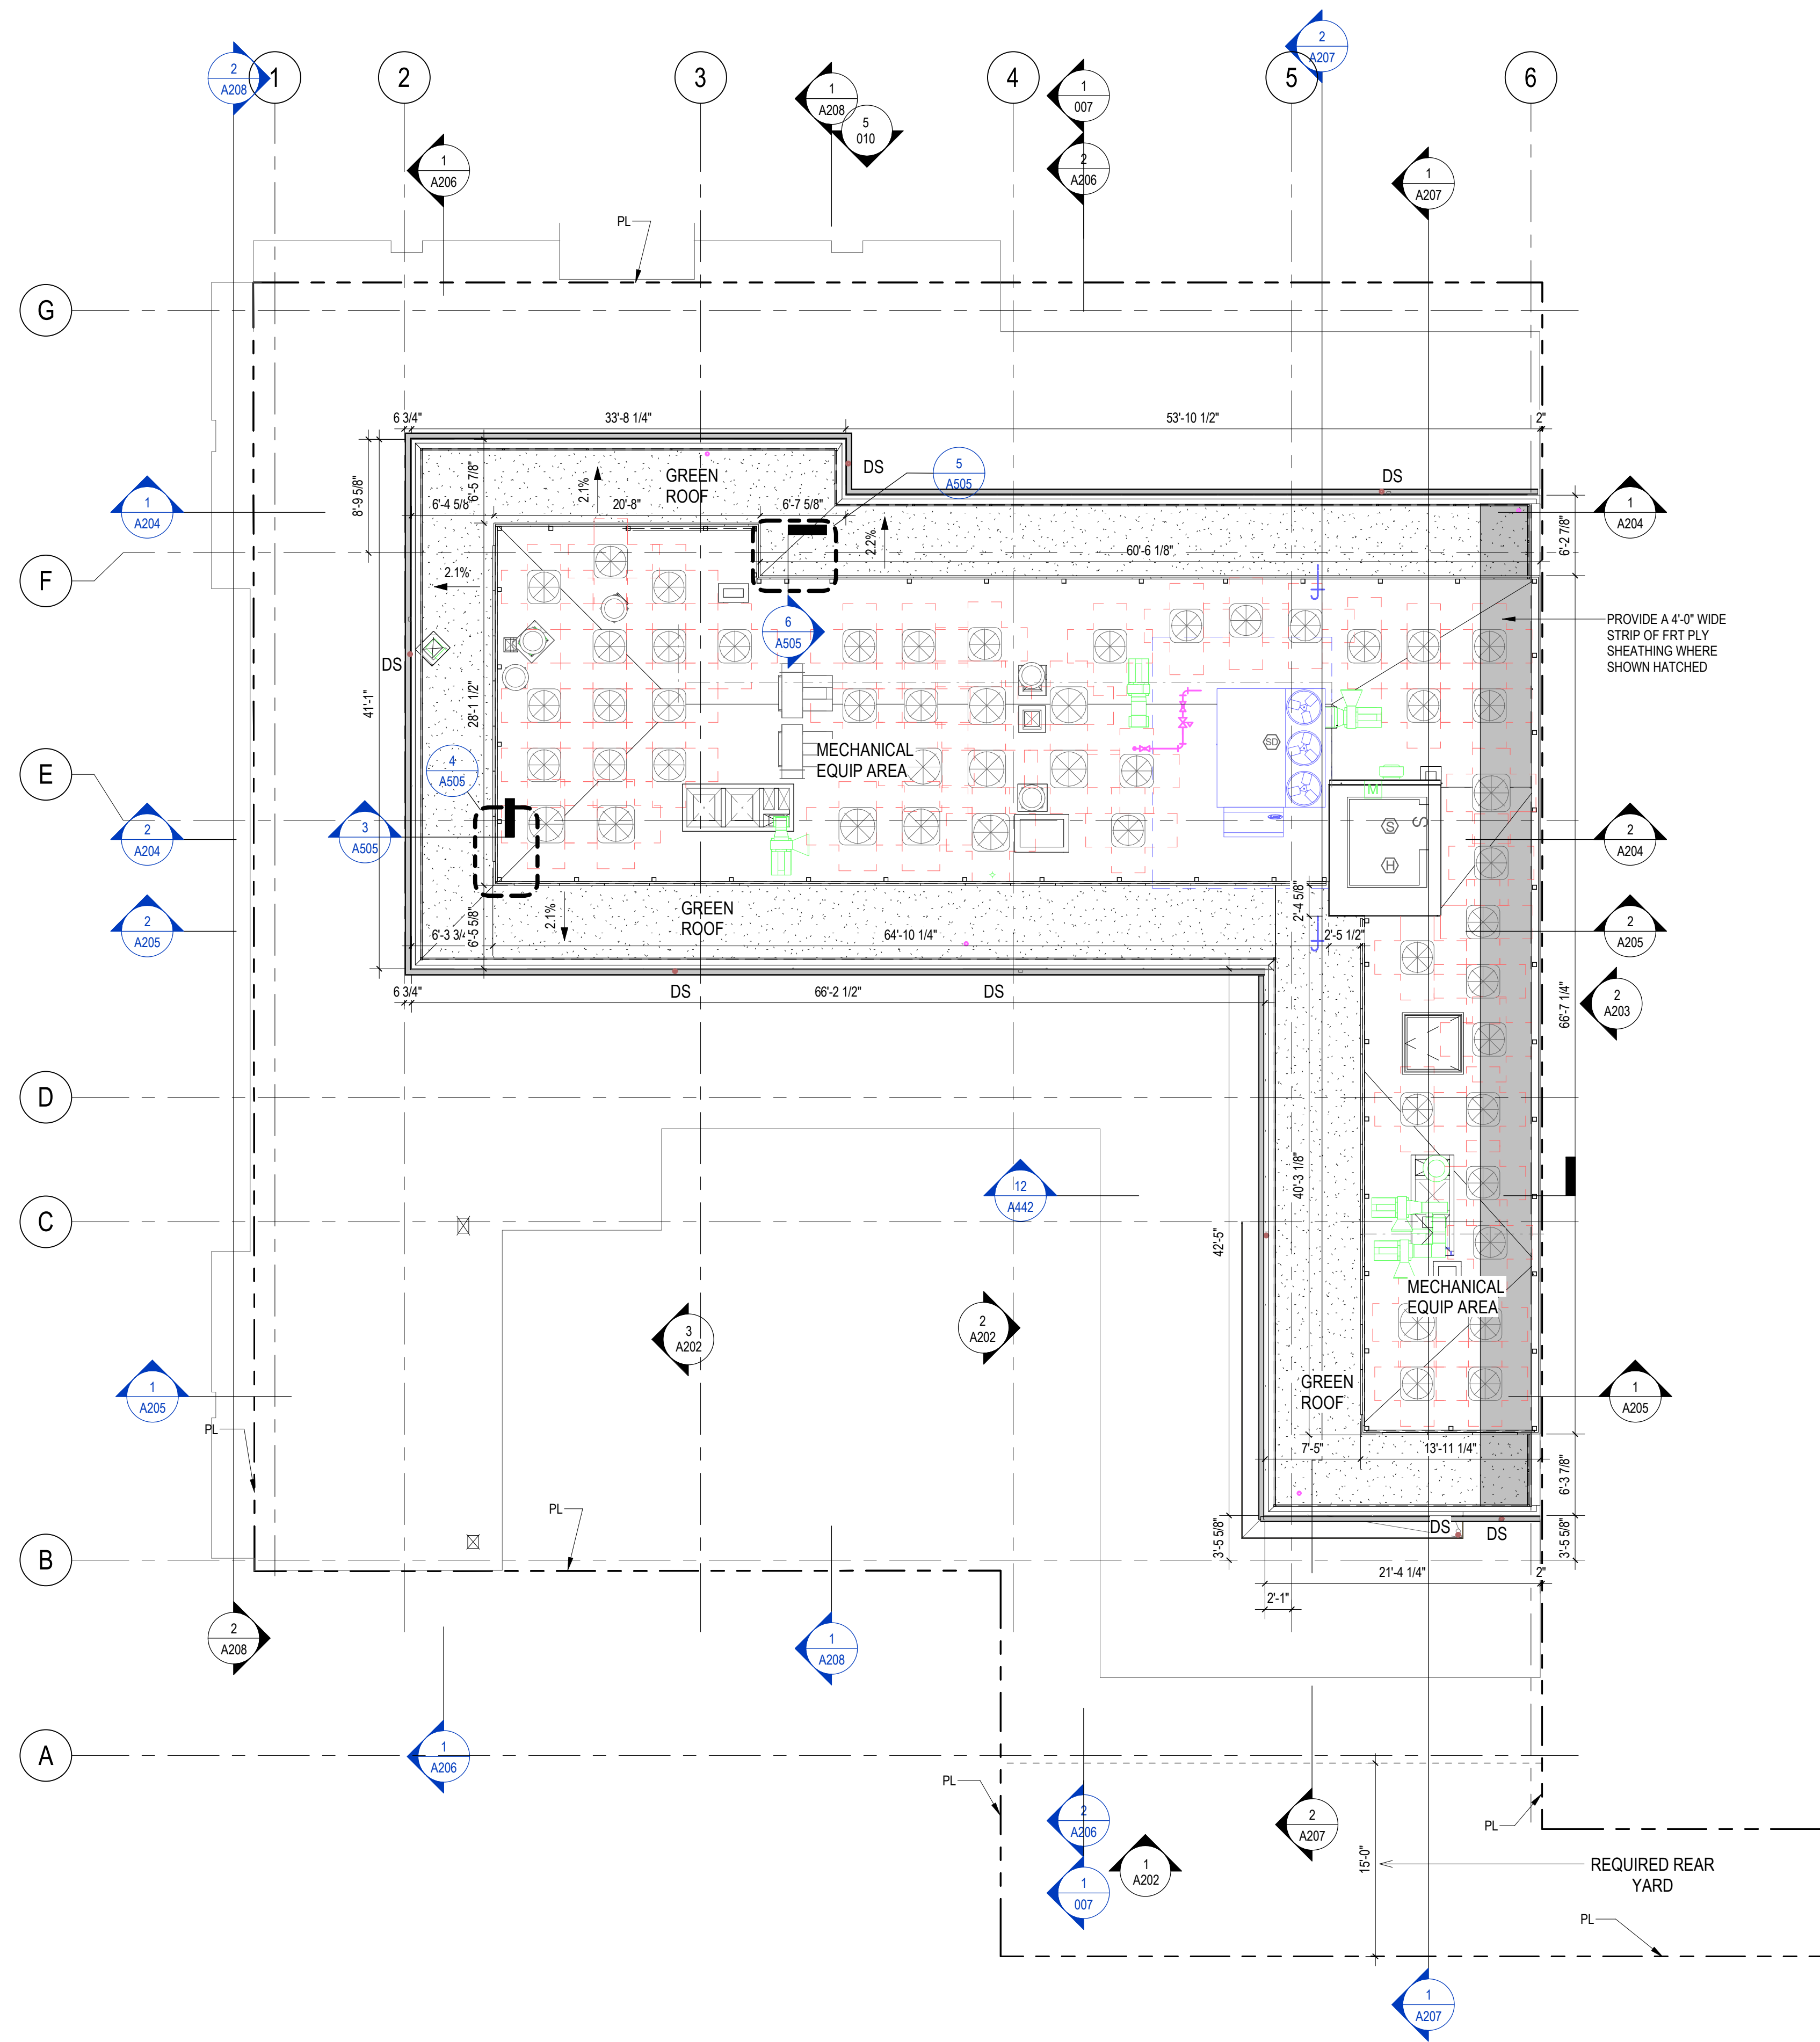 2
A207
2
A208
1
2
3
4
5
6
1
A208
5
010
1
007
1
A206
2
A206
1
A207
PL
G
6 3/4"
33'-8 1/4"
53'-10 1/2"
2"
8'-9 5/8"
6'-5 7/8"
DS
5
A505
DS
GREEN
ROOF
2.1%
6'-4 5/8"
20'-8"
6'-7 5/8"
1
A204
1
A204
6'-2 7/8"
2.2%
60'-6 1/8"
F
2.1%
6
A505
PROVIDE A 4'-0" WIDE
STRIP OF FRT PLY
SHEATHING WHERE
SHOWN HATCHED
DS
41'-1"
28'-1 1/2"
MECHANICAL
EQUIP AREA
SD
E
4
A505
M
S
S
H
2
A204
3
A505
2
A204
2'-4 5/8"
GREEN
ROOF
2.1%
6'-5 5/8"
6'-3 3/4
64'-10 1/4"
2'-5 1/2"
2
A205
2
A205
6 3/4"
DS
66'-2 1/2"
DS
2
A203
66'-7 1/4"
D
12
A442
40'-3 1/8"
C
42'-5"
MECHANICAL
EQUIP AREA
3
A202
2
A202
GREEN
ROOF
1
A205
1
A205
PL
7'-5"
13'-11 1/4"
6'-3 7/8"
PL
DS
DS
3'-5 5/8"
3'-5 5/8"
B
21'-4 1/4"
2"
2'-1"
2
A208
1
A208
A
1
A206
PL
2
A206
2
A207
PL
1
007
1
A202
15'-0"
REQUIRED REAR
YARD
PL
1
A207